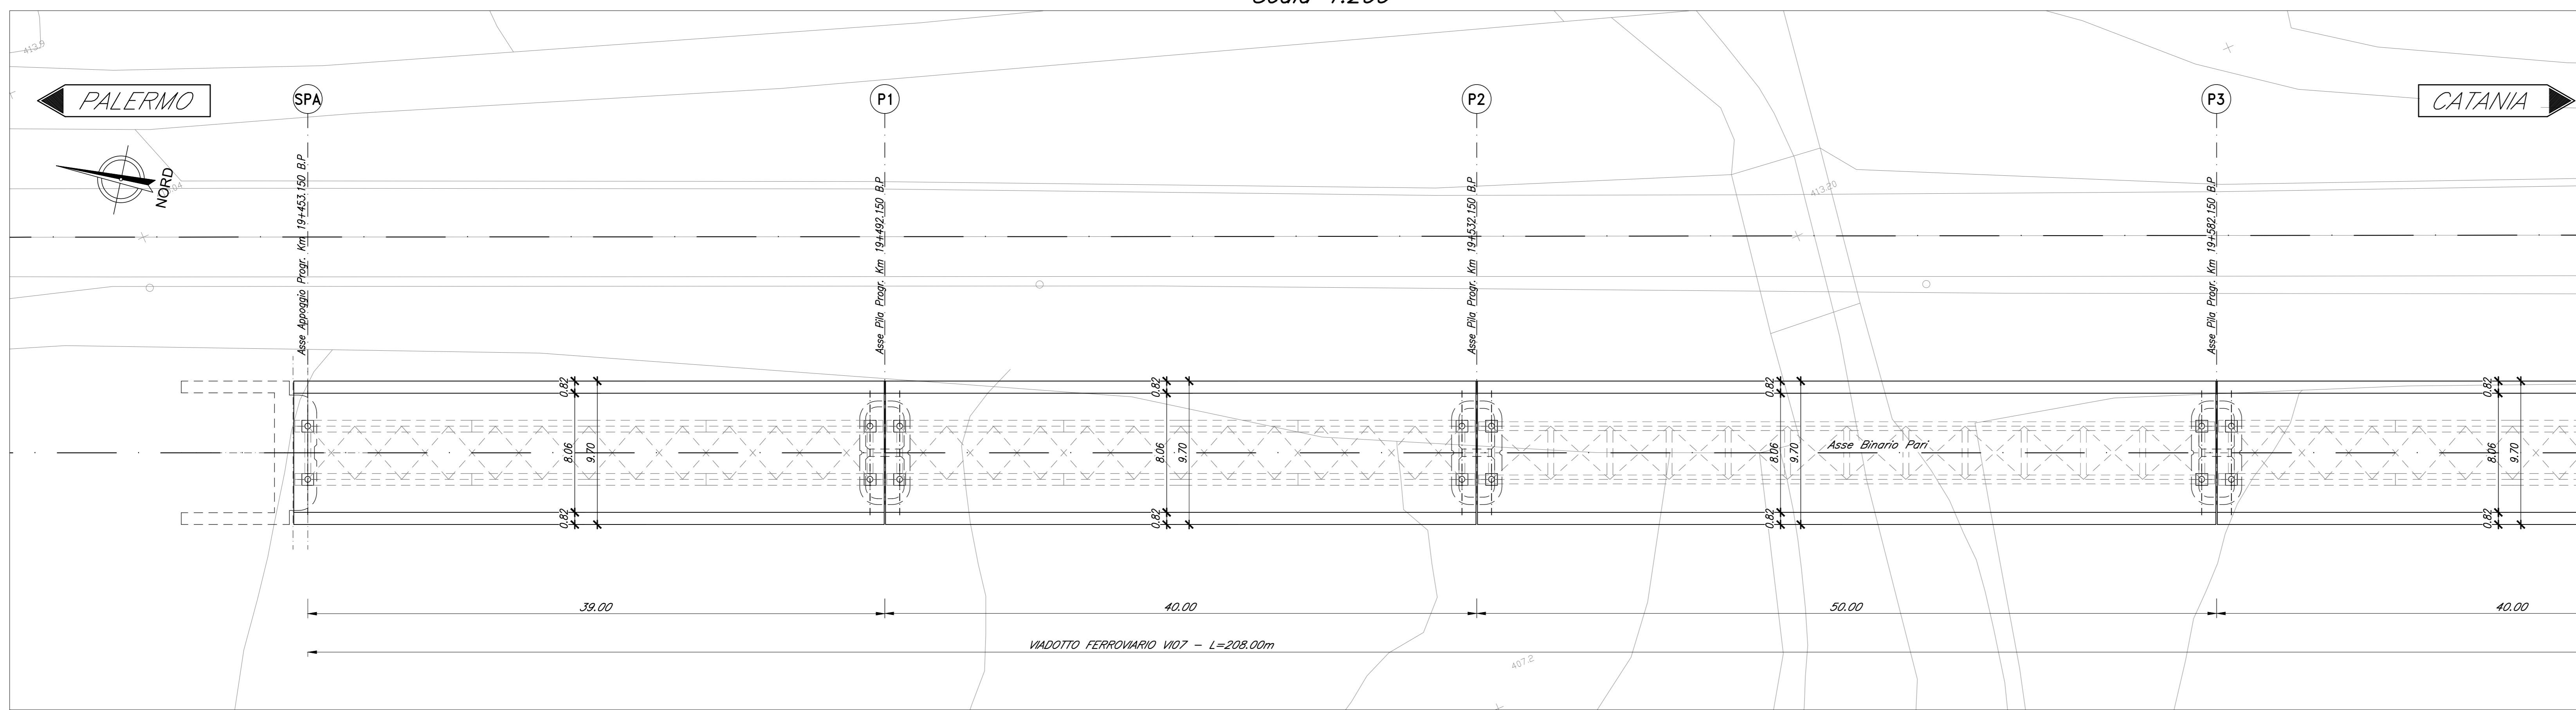 413.9
PALERMO
SPA
P1
P2
P3
CATANIA
NORD
413.20
Asse Appoggio Progr. Km 19+453.150 B.P
Asse Pila Progr. Km 19+492.150 B.P
Asse Pila Progr. Km 19+532.150 B.P
Asse Pila Progr. Km 19+582.150 B.P
0.82
8.06
9.70
0.82
0.82
8.06
9.70
0.82
0.82
8.06
9.70
0.82
Asse Binario Pari
0.82
8.06
9.70
0.82
39.00
40.00
50.00
40.00
VIADOTTO FERROVIARIO VI07 - L=208.00m
407.2